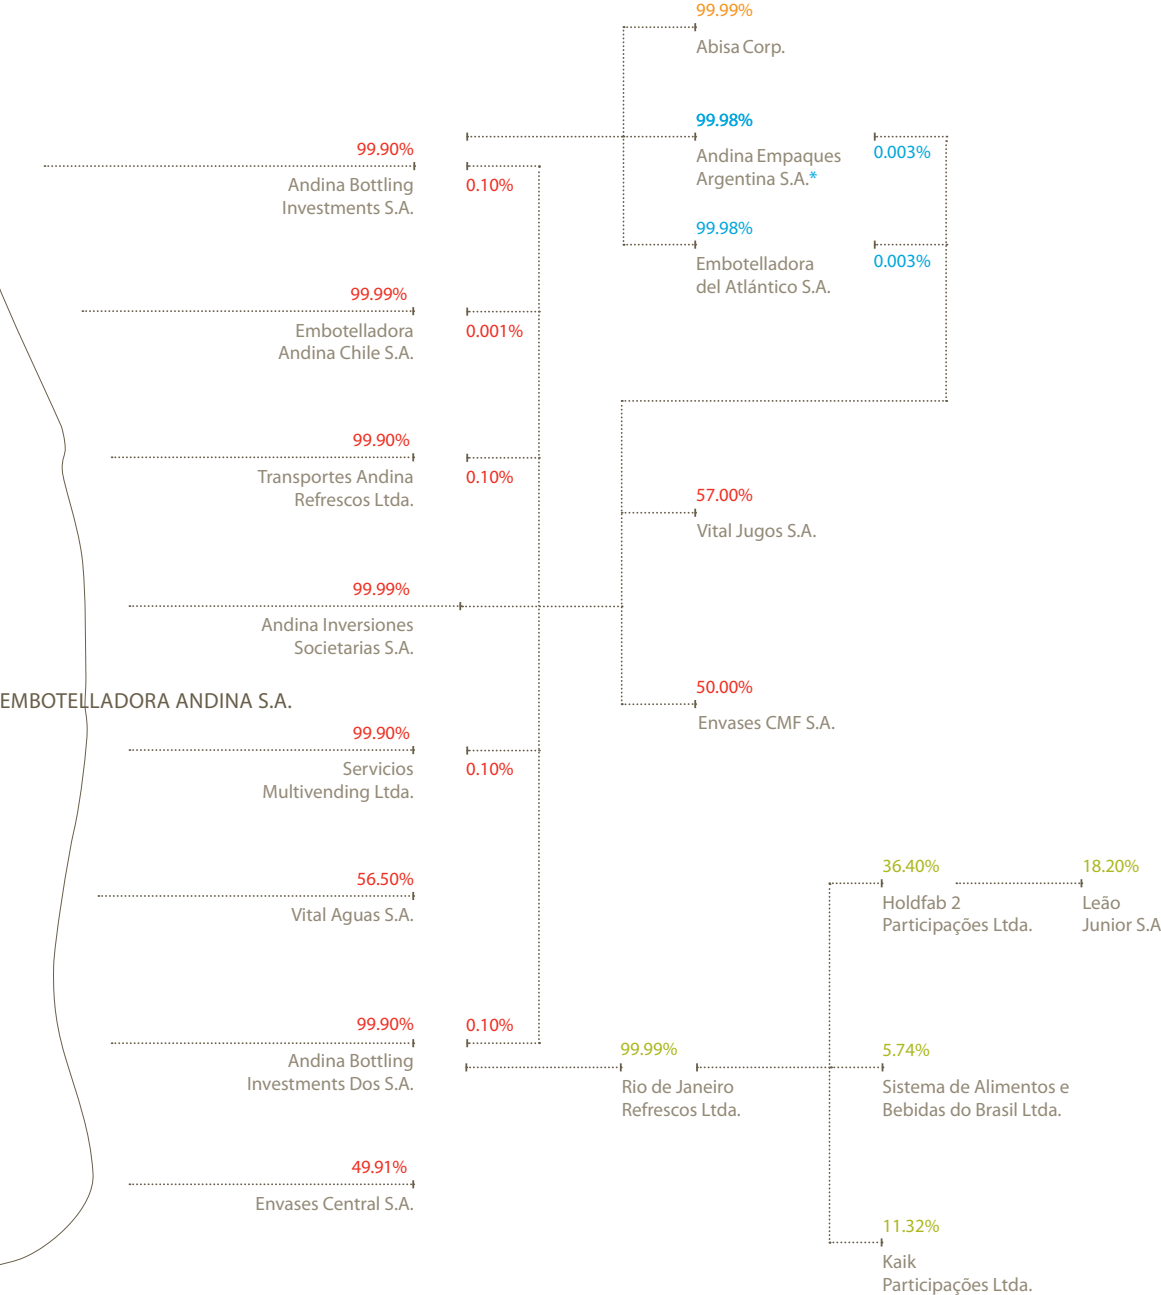 99.99%
Abisa Corp.
99.98%
Andina Empaques
Argentina S.A.*
0.003%
99.90%
Andina Bottling
Investments S.A.
0.10%
99.98%
Embotelladora
del Atlántico S.A.
0.003%
99.99%
Embotelladora
Andina Chile S.A.
0.001%
99.90%
Transportes Andina
Refrescos Ltda.
0.10%
57.00%
Vital Jugos S.A.
99.99%
Andina Inversiones
Societarias S.A.
EMBOTELLADORA ANDINA S.A.
50.00%
Envases CMF S.A.
99.90%
Servicios
Multivending Ltda.
0.10%
56.50%
Vital Aguas S.A.
36.40%
Holdfab 2
Participações Ltda.
18.20%
Leão
Junior S.A
99.90%
Andina Bottling
Investments Dos S.A.
0.10%
99.99%
Rio de Janeiro
Refrescos Ltda.
5.74%
Sistema de Alimentos e
Bebidas do Brasil Ltda.
49.91%
Envases Central S.A.
11.32%
Kaik
Participações Ltda.